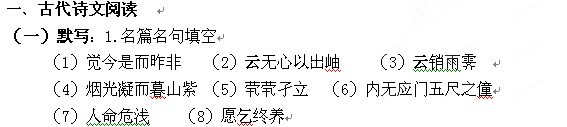 一、古代诗文阅读
（一）默写：1.名篇名句填空
（1）觉今是而昨非 （2）云无心以出岫 （3）云销雨霁
（4）烟光凝而暮山紫 （5）茕茕孑立 （6）内无应门五尺之僮
（7）人命危浅 （8）愿乞终养